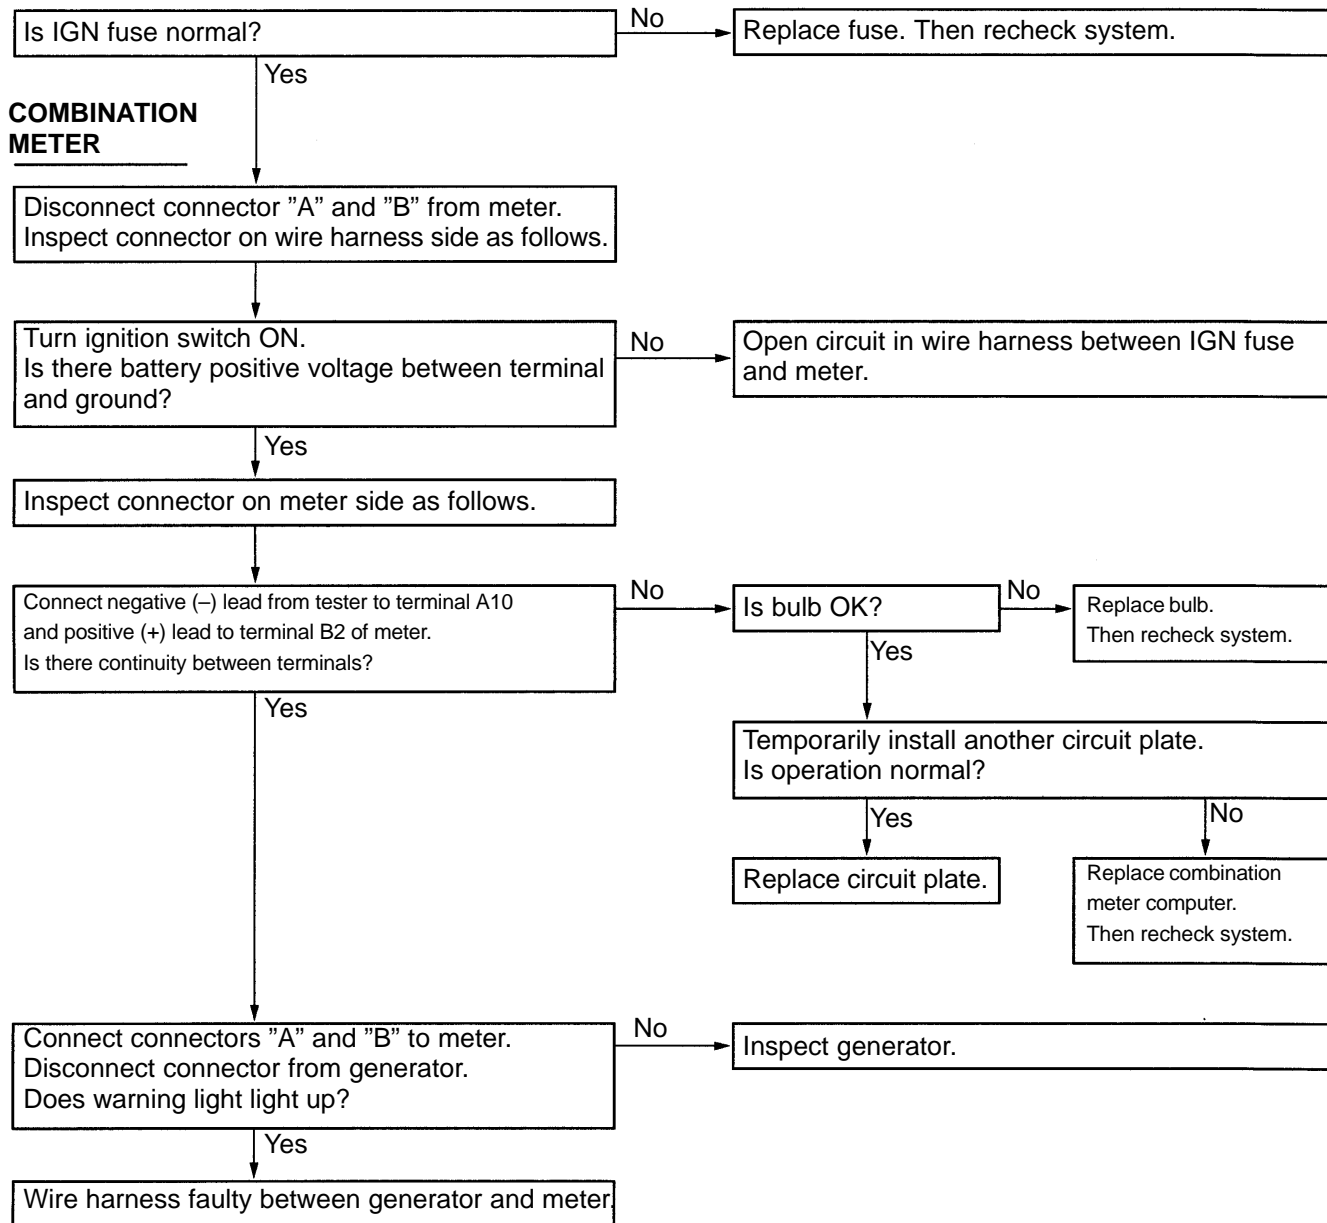 Is IGN fuse normal?
No
Replace fuse. Then recheck system.
Yes
COMBINATION
METER
Disconnect connector ”A” and ”B” from meter.
Inspect connector on wire harness side as follows.
Turn ignition switch ON.
Is there battery positive voltage between terminal
and ground?
No
Open circuit in wire harness between IGN fuse
and meter.
Yes
Inspect connector on meter side as follows.
Connect negative (–) lead from tester to terminal A10
and positive (+) lead to terminal B2 of meter.
Is there continuity between terminals?
No
Is bulb OK?
No
Replace bulb.
Then recheck system.
Yes
Yes
Temporarily install another circuit plate.
Is operation normal?
Yes
No
Replace circuit plate.
Replace combination
meter computer.
Then recheck system.
Connect connectors ”A” and ”B” to meter.
Disconnect connector from generator.
Does warning light light up?
No
Inspect generator.
Yes
Wire harness faulty between generator and meter.